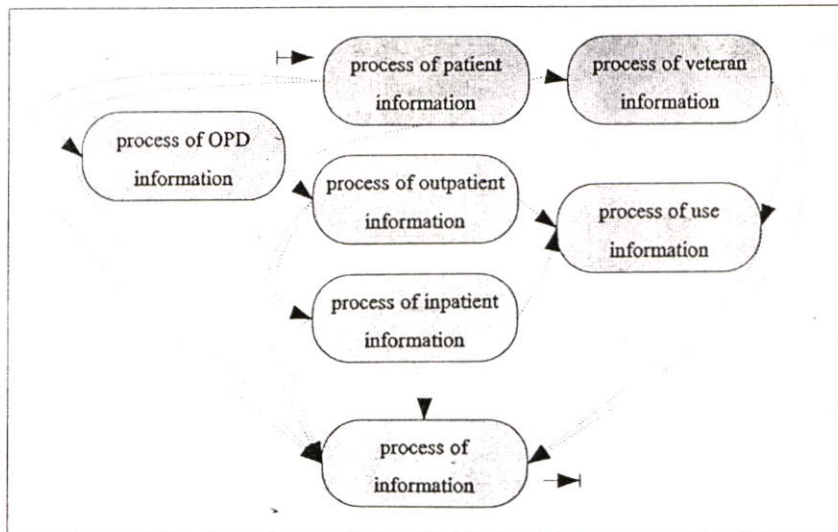 process of patient
information
process of veteran
information
process of OPD
information
process of outpatient
information
process of use
information
process of inpatient
information
process of
information